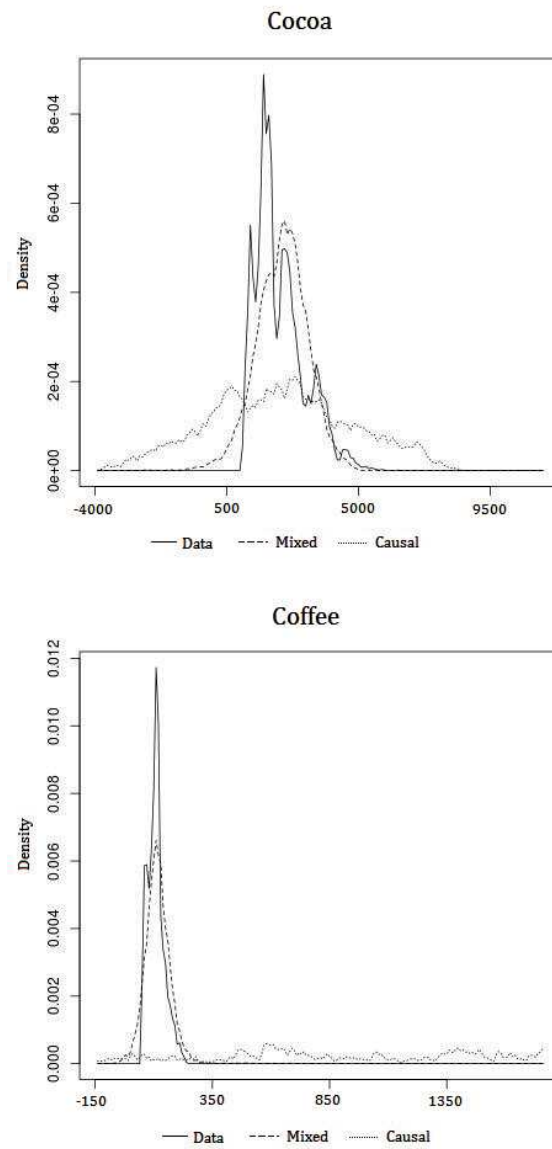 Cocoa
Density
8e-04
6e-04
4e-04
2e-04
0e+00
-4000 500 5000 9500
Data Mixed Causal
Coffee
Density
0.012
0.010
0.008
0.006
0.004
0.002
0.000
-150 350 850 1350
Data Mixed Causal